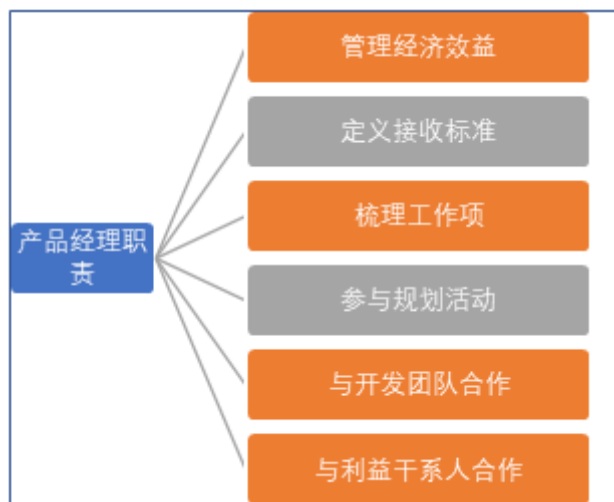 管理经济效益
定义接收标准
梳理工作项
产品经理职
责
参与规划活动
与开发团队合作
与利益干系人合作